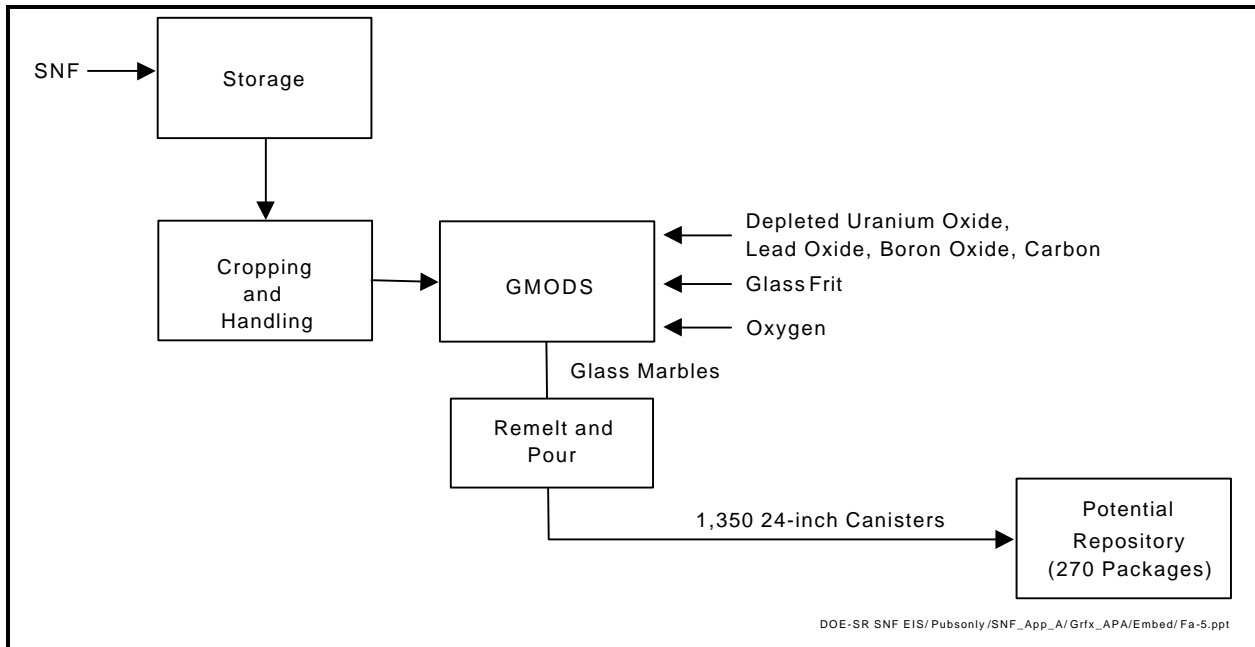 SNF
Storage
Cropping
and
Handling
GMODS
Depleted Uranium Oxide,
Lead Oxide, Boron Oxide, Carbon
Glass Frit
Oxygen
Glass Marbles
Remelt and
Pour
1,350 24-inch Canisters
Potential
Repository
(270 Packages)
DOE-SR SNF EIS/Pubsonly/SNF_App_A/Grfx_APA/Embed/Fa-5.ppt